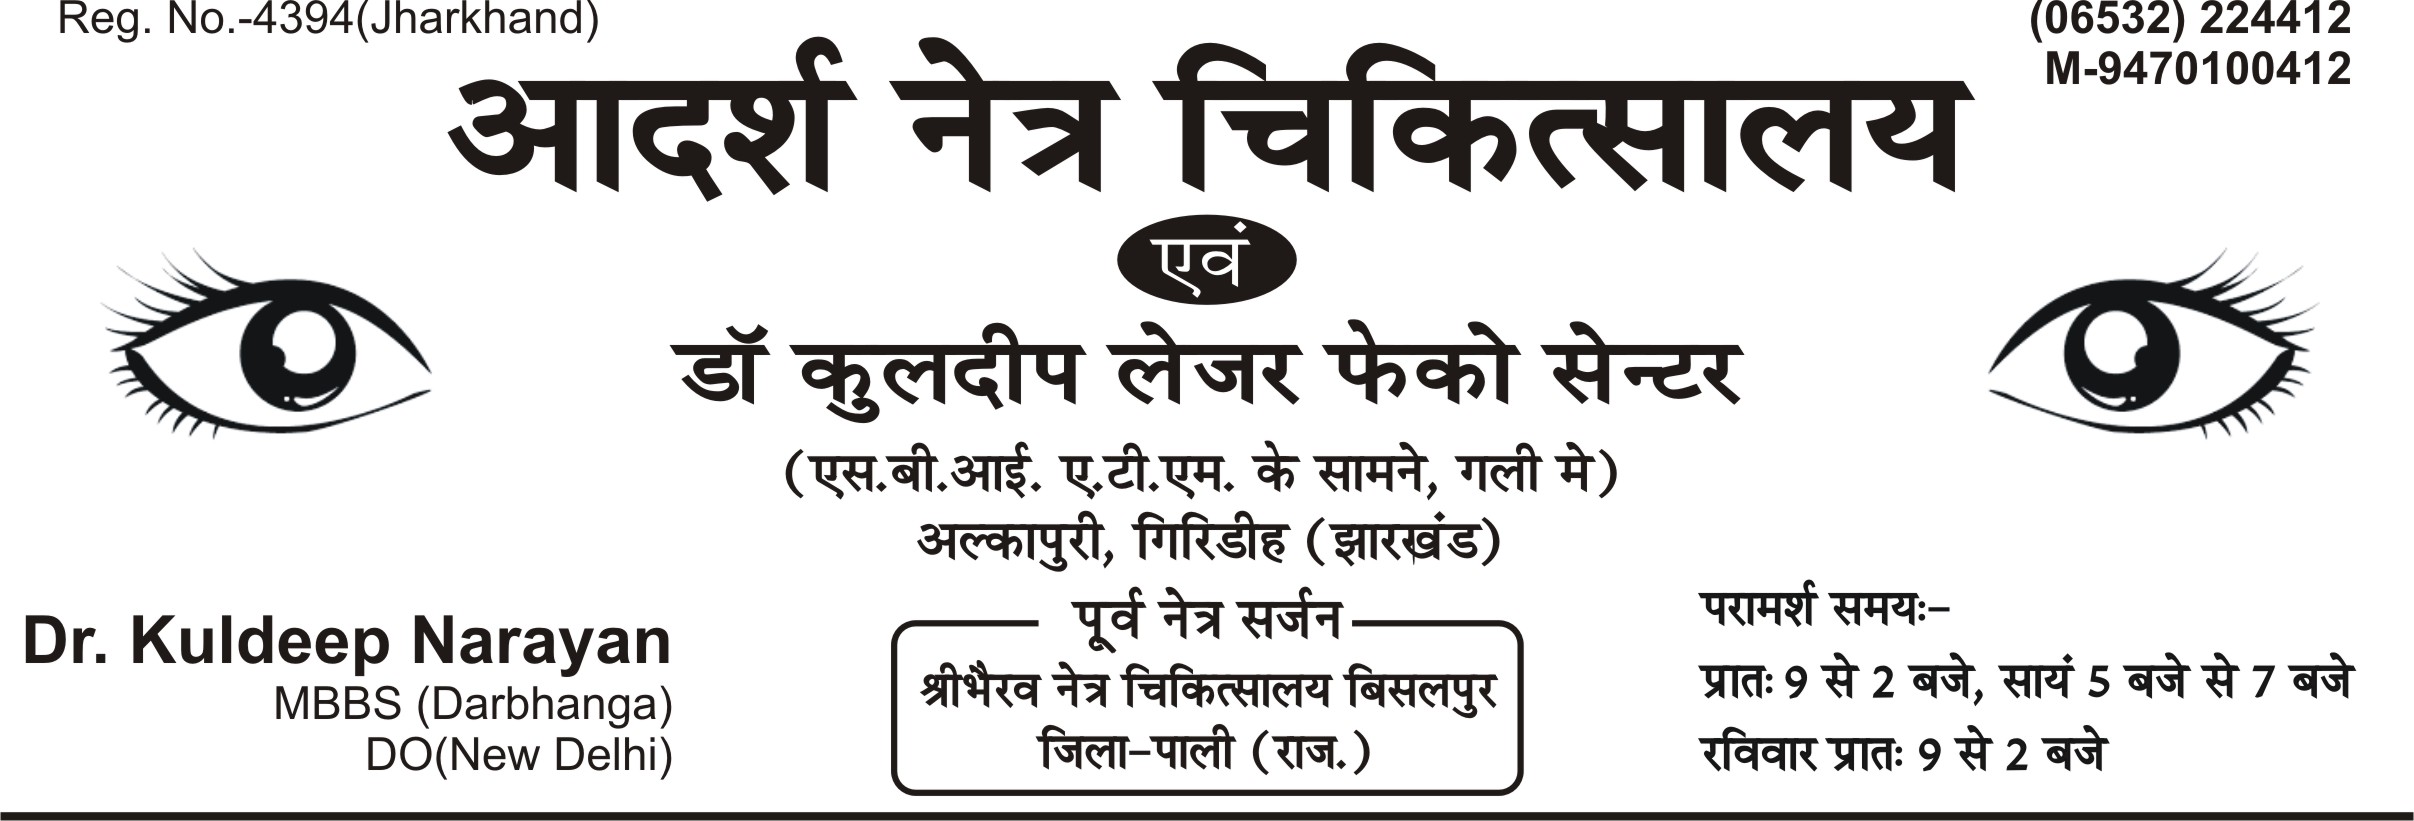 Reg. No.-4394(Jharkhand)
(06532) 224412
M-9470100412
आदर्श नेत्र चिकित्सालय
एवं
डॉ कुलदीप लेजर फेको सेन्टर
(एस.बी.आई. ए.टी.एम. के सामने, गली मे)
अल्कापुरी, गिरिडीह (झारखंड)
Dr. Kuldeep Narayan
MBBS (Darbhanga)
DO(New Delhi)
पूर्व नेत्र सर्जन
श्रीभैरव नेत्र चिकित्सालय बिसलपुर
जिला-पाली (राज.)
परामर्श समयः-
प्रातः 9 से 2 बजे, सायं 5 बजे से 7 बजे
रविवार प्रातः 9 से 2 बजे